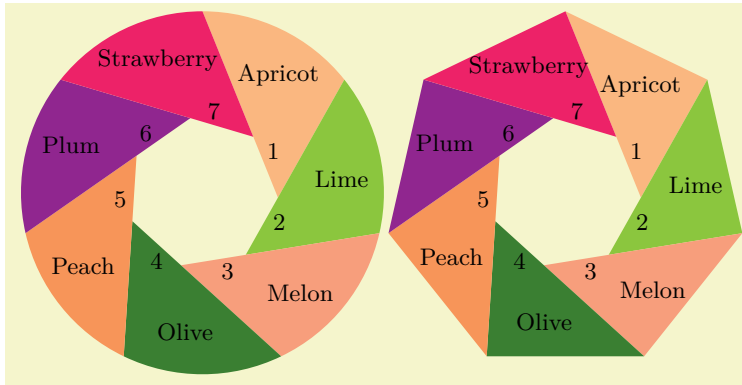 Strawberry
Apricot
7
6
Plum
1
Lime
5
2
4
3
Peach
Melon
Olive
Strawberry
Apricot
7
6
Plum
1
Lime
5
2
4
3
Peach
Melon
Olive